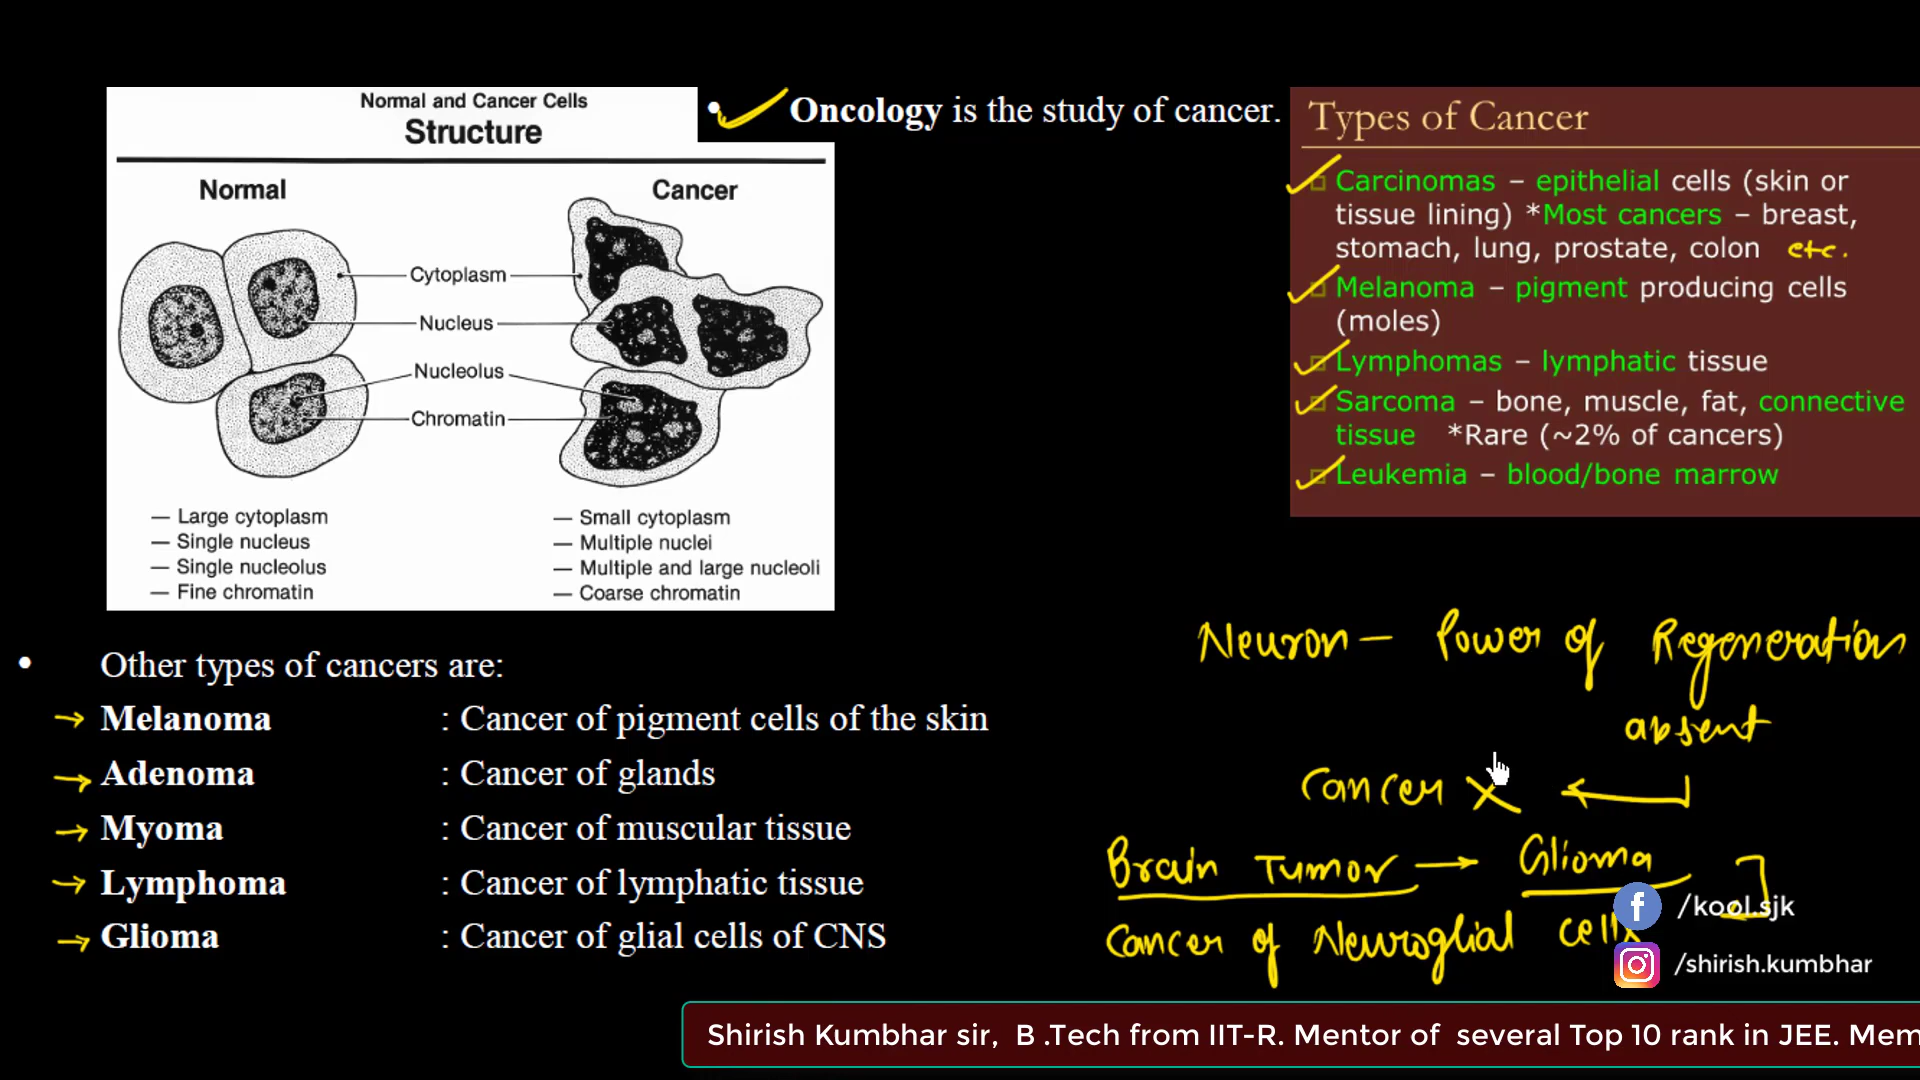 Normal and Cancer Cells
Structure
Normal
Cancer
Cytoplasm
Nucleus
Nucleolus
Chromatin
— Large cytoplasm
— Single nucleus
— Single nucleolus
— Fine chromatin
— Small cytoplasm
— Multiple nuclei
— Multiple and large nucleoli
— Coarse chromatin
• Oncology is the study of cancer.
Types of Cancer
Carcinomas – epithelial cells (skin or
tissue lining) *Most cancers – breast,
stomach, lung, prostate, colon etc.
Melanoma – pigment producing cells
(moles)
Lymphomas – lymphatic tissue
Sarcoma – bone, muscle, fat, connective
tissue *Rare (~2% of cancers)
Leukemia – blood/bone marrow
• Other types of cancers are:
→ Melanoma : Cancer of pigment cells of the skin
→ Adenoma : Cancer of glands
→ Myoma : Cancer of muscular tissue
→ Lymphoma : Cancer of lymphatic tissue
→ Glioma : Cancer of glial cells of CNS
Neuron – Power of Regeneration
absent
Cancer X ←
Brain Tumor → Glioma
Cancer of Neuroglial cells
/kool.sjk
/shirish.kumbhar
Shirish Kumbhar sir, B .Tech from IIT-R. Mentor of several Top 10 rank in JEE. Mem